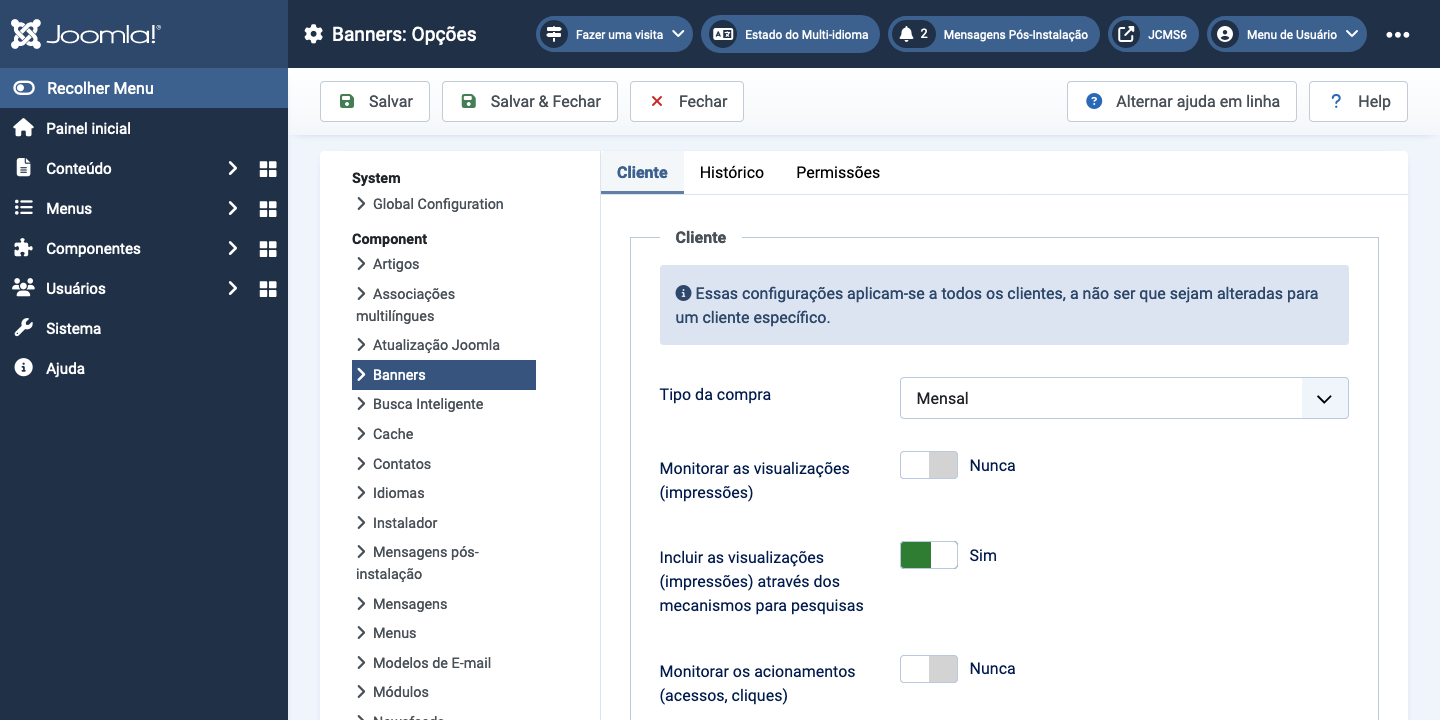 Joomla!®
Banners: Opções
Fazer uma visita
Estado do Multi-idioma
2
Mensagens Pós-Instalação
JCMS6
Menu de Usuário
Recolher Menu
Painel inicial
Conteúdo
Menus
Componentes
Usuários
Sistema
Ajuda
Salvar
Salvar & Fechar
Fechar
Alternar ajuda em linha
Help
System
Global Configuration
Component
Artigos
Associações
multilíngues
Atualização Joomla
Banners
Busca Inteligente
Cache
Contatos
Idiomas
Instalador
Mensagens pós-
instalação
Mensagens
Menus
Modelos de E-mail
Módulos
Cliente
Histórico
Permissões
Cliente
Essas configurações aplicam-se a todos os clientes, a não ser que sejam alteradas para
um cliente específico.
Tipo da compra
Mensal
Monitorar as visualizações
(impressões)
Nunca
Incluir as visualizações
(impressões) através dos
mecanismos para pesquisas
Sim
Monitorar os acionamentos
(acessos, cliques)
Nunca